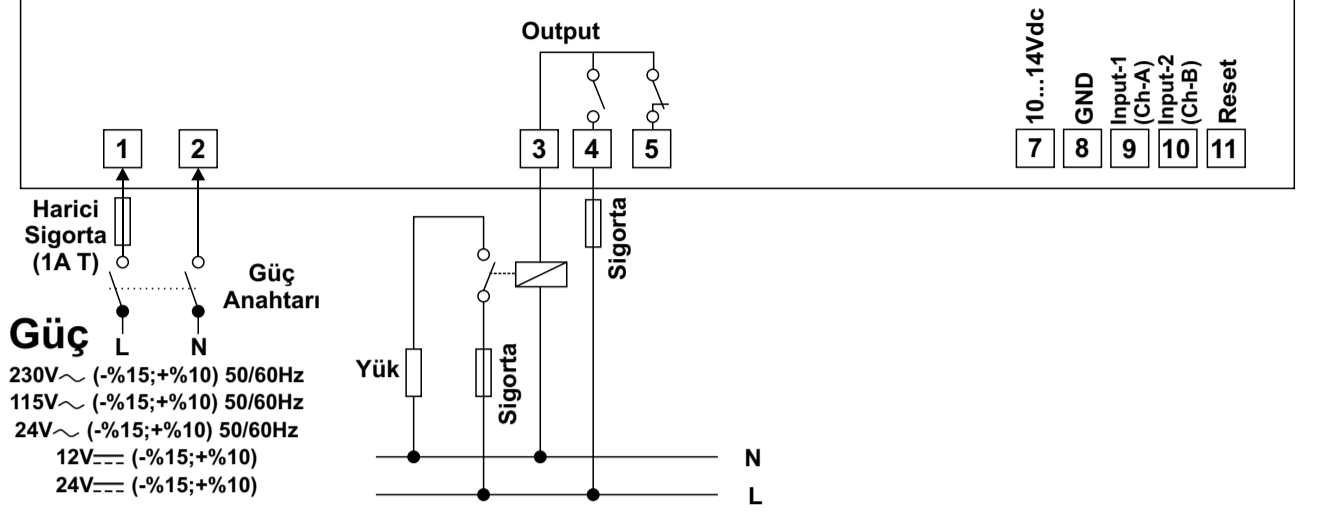 Output
10...14Vdc
GND
Input-1
(Ch-A)
Input-2
(Ch-B)
Reset
1
2
3
4
5
7
8
9
10
11
Harici
Sigorta
(1A T)
Güç
Anahtarı
Sigorta
Güç
L
N
230V～ (-%15;+%10) 50/60Hz
115V～ (-%15;+%10) 50/60Hz
24V～ (-%15;+%10) 50/60Hz
12V⎓ (-%15;+%10)
24V⎓ (-%15;+%10)
Yük
Sigorta
N
L